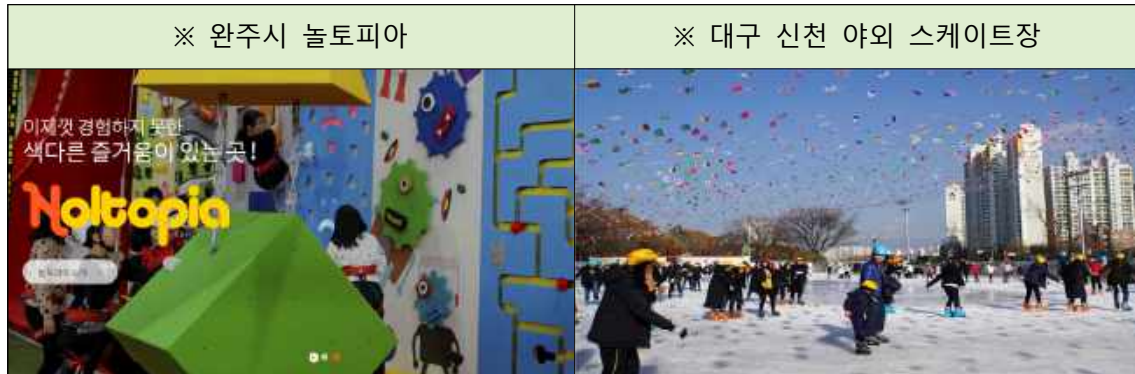 ※ 완주시 놀토피아
※ 대구 신천 야외 스케이트장
이제껏 경험하지 못한
색다른 즐거움이 있는 곳!
Noltopia